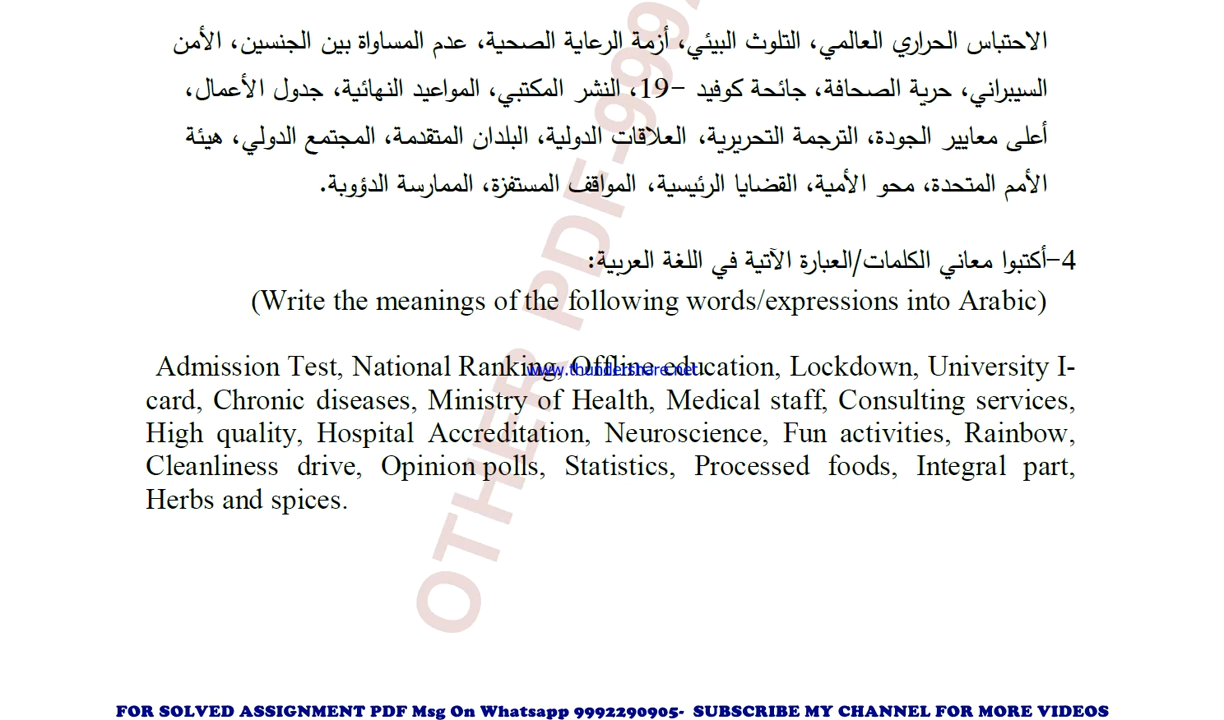 الاحتباس الحراري العالمي، التلوث البيئي، أزمة الرعاية الصحية، عدم المساواة بين الجنسين، الأمن
السيبراني، حرية الصحافة، جائحة كوفيد -19، النشر المكتبي، المواعيد النهائية، جدول الأعمال،
أعلى معايير الجودة، الترجمة التحريرية، العلاقات الدولية، البلدان المتقدمة، المجتمع الدولي، هيئة
الأمم المتحدة، محو الأمية، القضايا الرئيسية، المواقف المستفزة، الممارسة الدؤوبة.
4-أكتبوا معاني الكلمات/العبارة الآتية في اللغة العربية:
(Write the meanings of the following words/expressions into Arabic)
Admission Test, National Ranking, Offline education, Lockdown, University I-
www.thundershare.net
card, Chronic diseases, Ministry of Health, Medical staff, Consulting services,
High quality, Hospital Accreditation, Neuroscience, Fun activities, Rainbow,
Cleanliness drive, Opinion polls, Statistics, Processed foods, Integral part,
Herbs and spices.
OTHER PDF-999
FOR SOLVED ASSIGNMENT PDF Msg On Whatsapp 9992290905- SUBSCRIBE MY CHANNEL FOR MORE VIDEOS